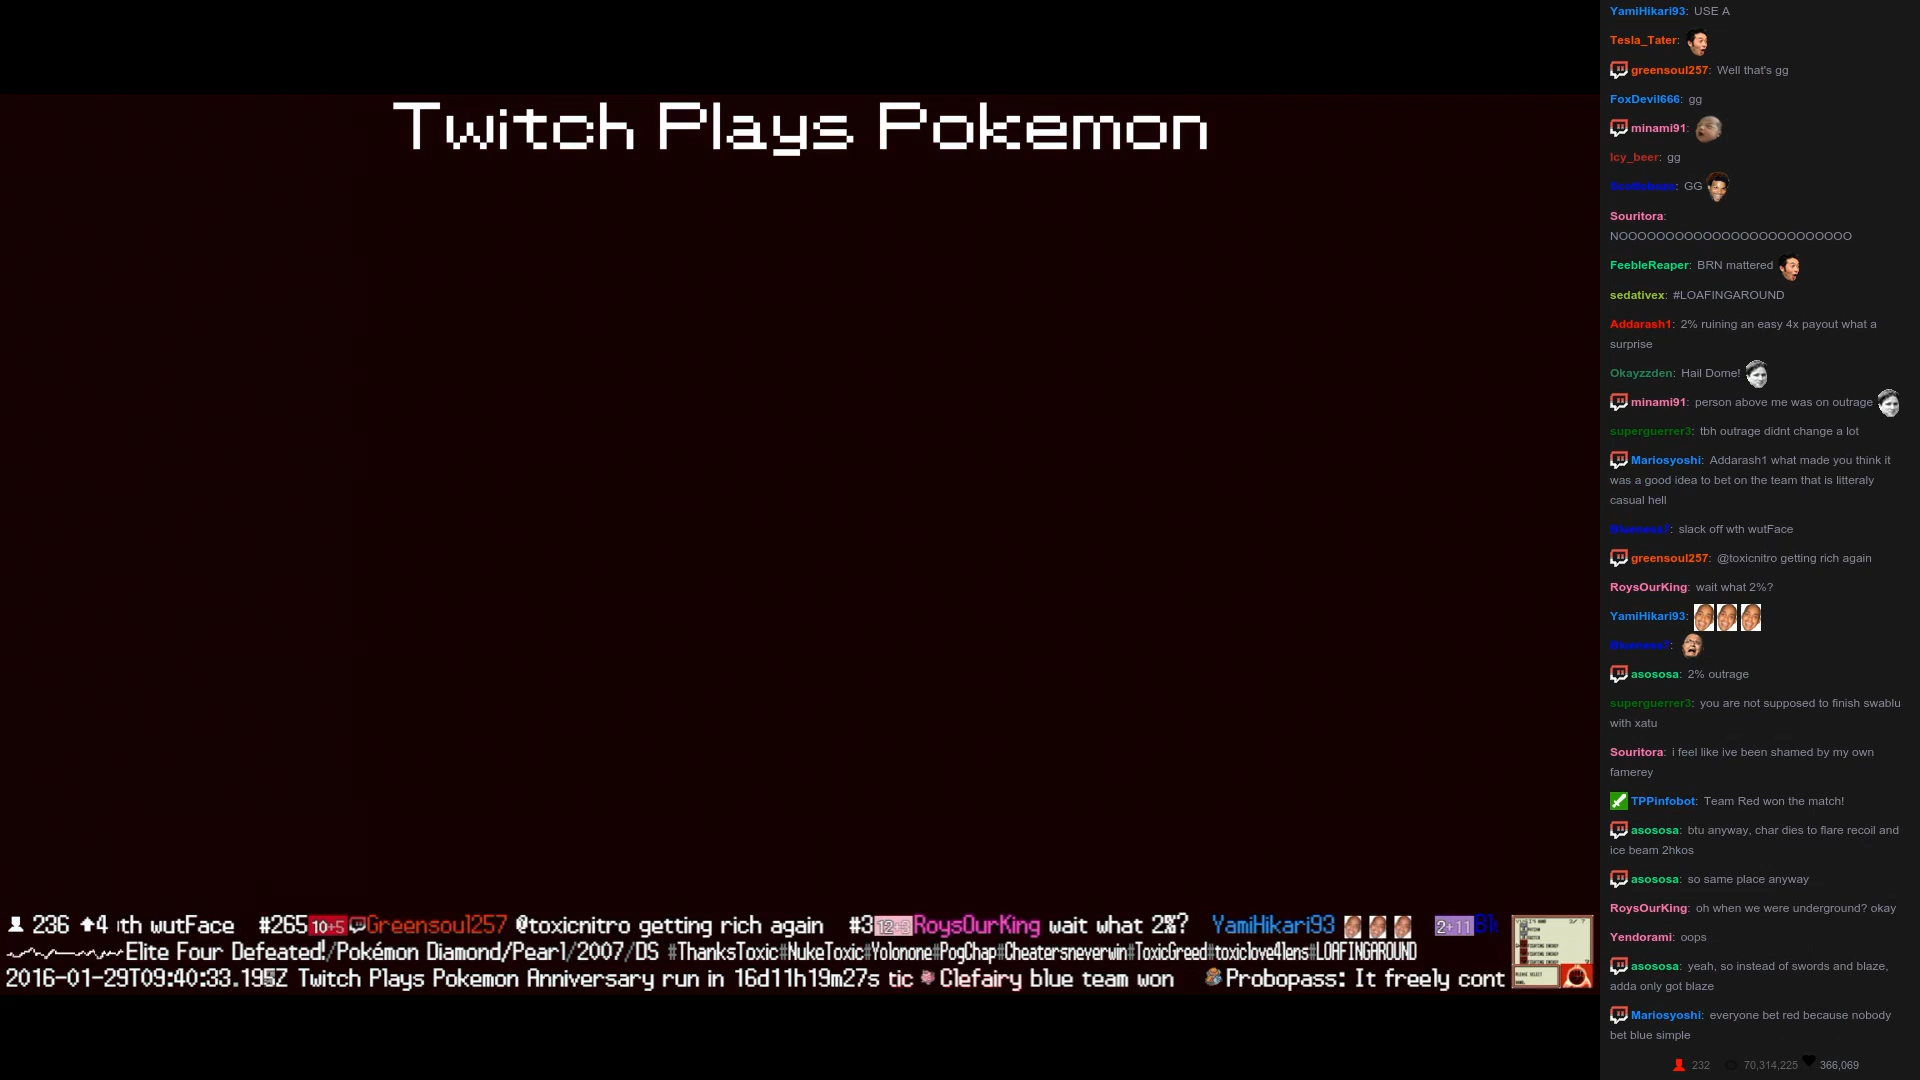 Twitch Plays Pokemon
236 4 ith wutFace #265 10+5 Greensoul257 @toxicnitro getting rich again #3 12+3 RoysOurKing wait what 2%? YamiHikari93 2+11
Elite Four Defeated!/Pokémon Diamond/Pearl/2007/DS #ThanksToxic#NukeToxic#Yolonone#PogChap#Cheatersneverwin#ToxicGreed#toxiclove4lens#LOAFINGAROUND
2016-01-29T09:40:33.195Z Twitch Plays Pokemon Anniversary run in 16d11h19m27s tic Clefairy blue team won Probopass: It freely cont
YamiHikari93: USE A
Tesla_Tater:
greensoul257: Well that's gg
FoxDevil666: gg
minami91:
Icy_beer: gg
GG
Souritora:
NOOOOOOOOOOOOOOOOOOOOOOOOO
FeebleReaper: BRN mattered
sedativex: #LOAFINGAROUND
Addarash1: 2% ruining an easy 4x payout what a
surprise
Okayzzden: Hail Dome!
minami91: person above me was on outrage
superguerrer3: tbh outrage didnt change a lot
Mariosyoshi: Addarash1 what made you think it
was a good idea to bet on the team that is litteraly
casual hell
slack off wth wutFace
greensoul257: @toxicnitro getting rich again
RoysOurKing: wait what 2%?
YamiHikari93:
asososa: 2% outrage
superguerrer3: you are not supposed to finish swablu
with xatu
Souritora: i feel like ive been shamed by my own
famerey
TPPinfobot: Team Red won the match!
asososa: btu anyway, char dies to flare recoil and
ice beam 2hkos
asososa: so same place anyway
RoysOurKing: oh when we were underground? okay
Yendorami: oops
asososa: yeah, so instead of swords and blaze,
adda only got blaze
Mariosyoshi: everyone bet red because nobody
bet blue simple
232 70,314,225 366,069